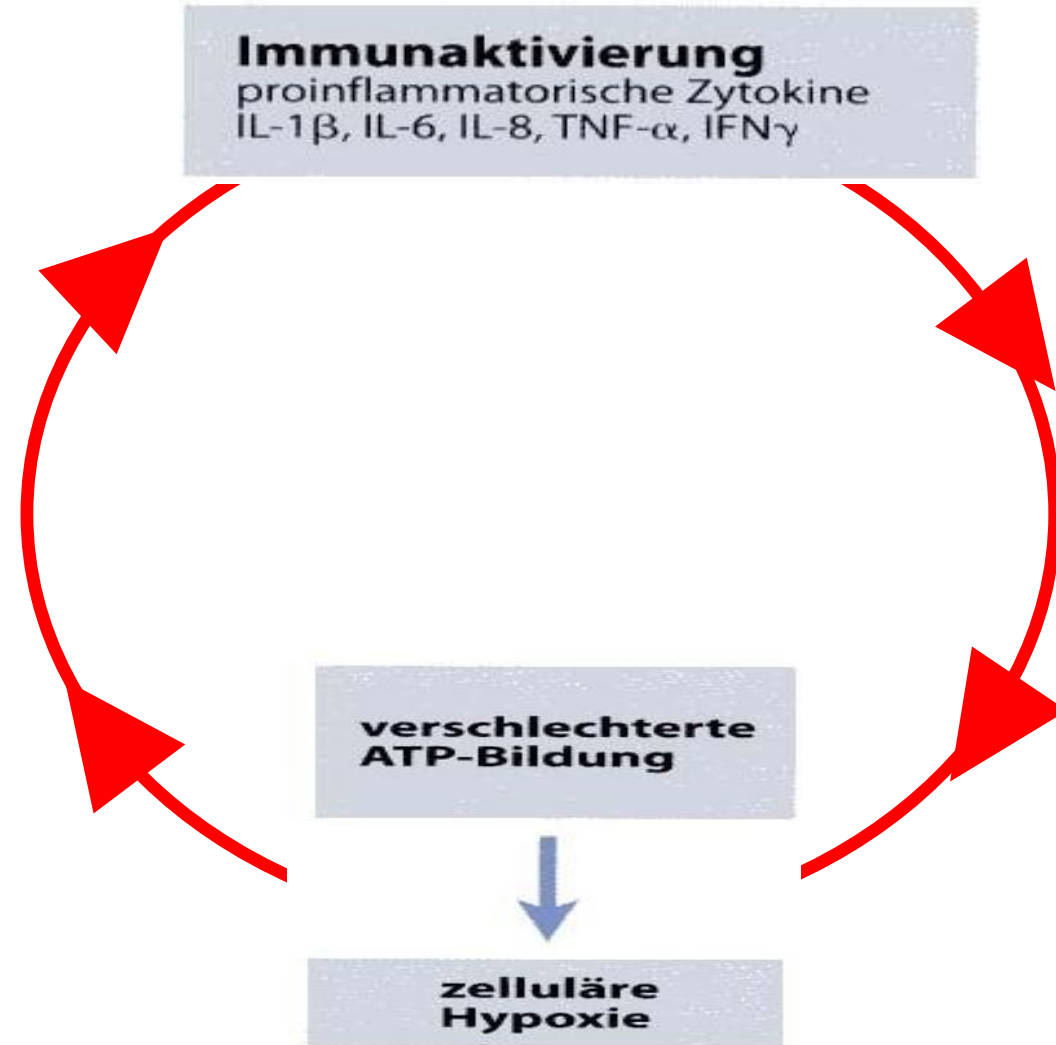 Immunaktivierung
proinflammatorische Zytokine
IL-1β, IL-6, IL-8, TNF-α, IFNγ
verschlechterte
ATP-Bildung
zelluläre
Hypoxie